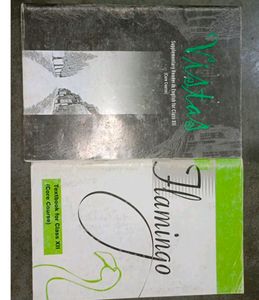 Vistas
Supplementary Reader in English for Class XII
(Core Course)
Flamingo
Textbook for Class XII
(Core Course)